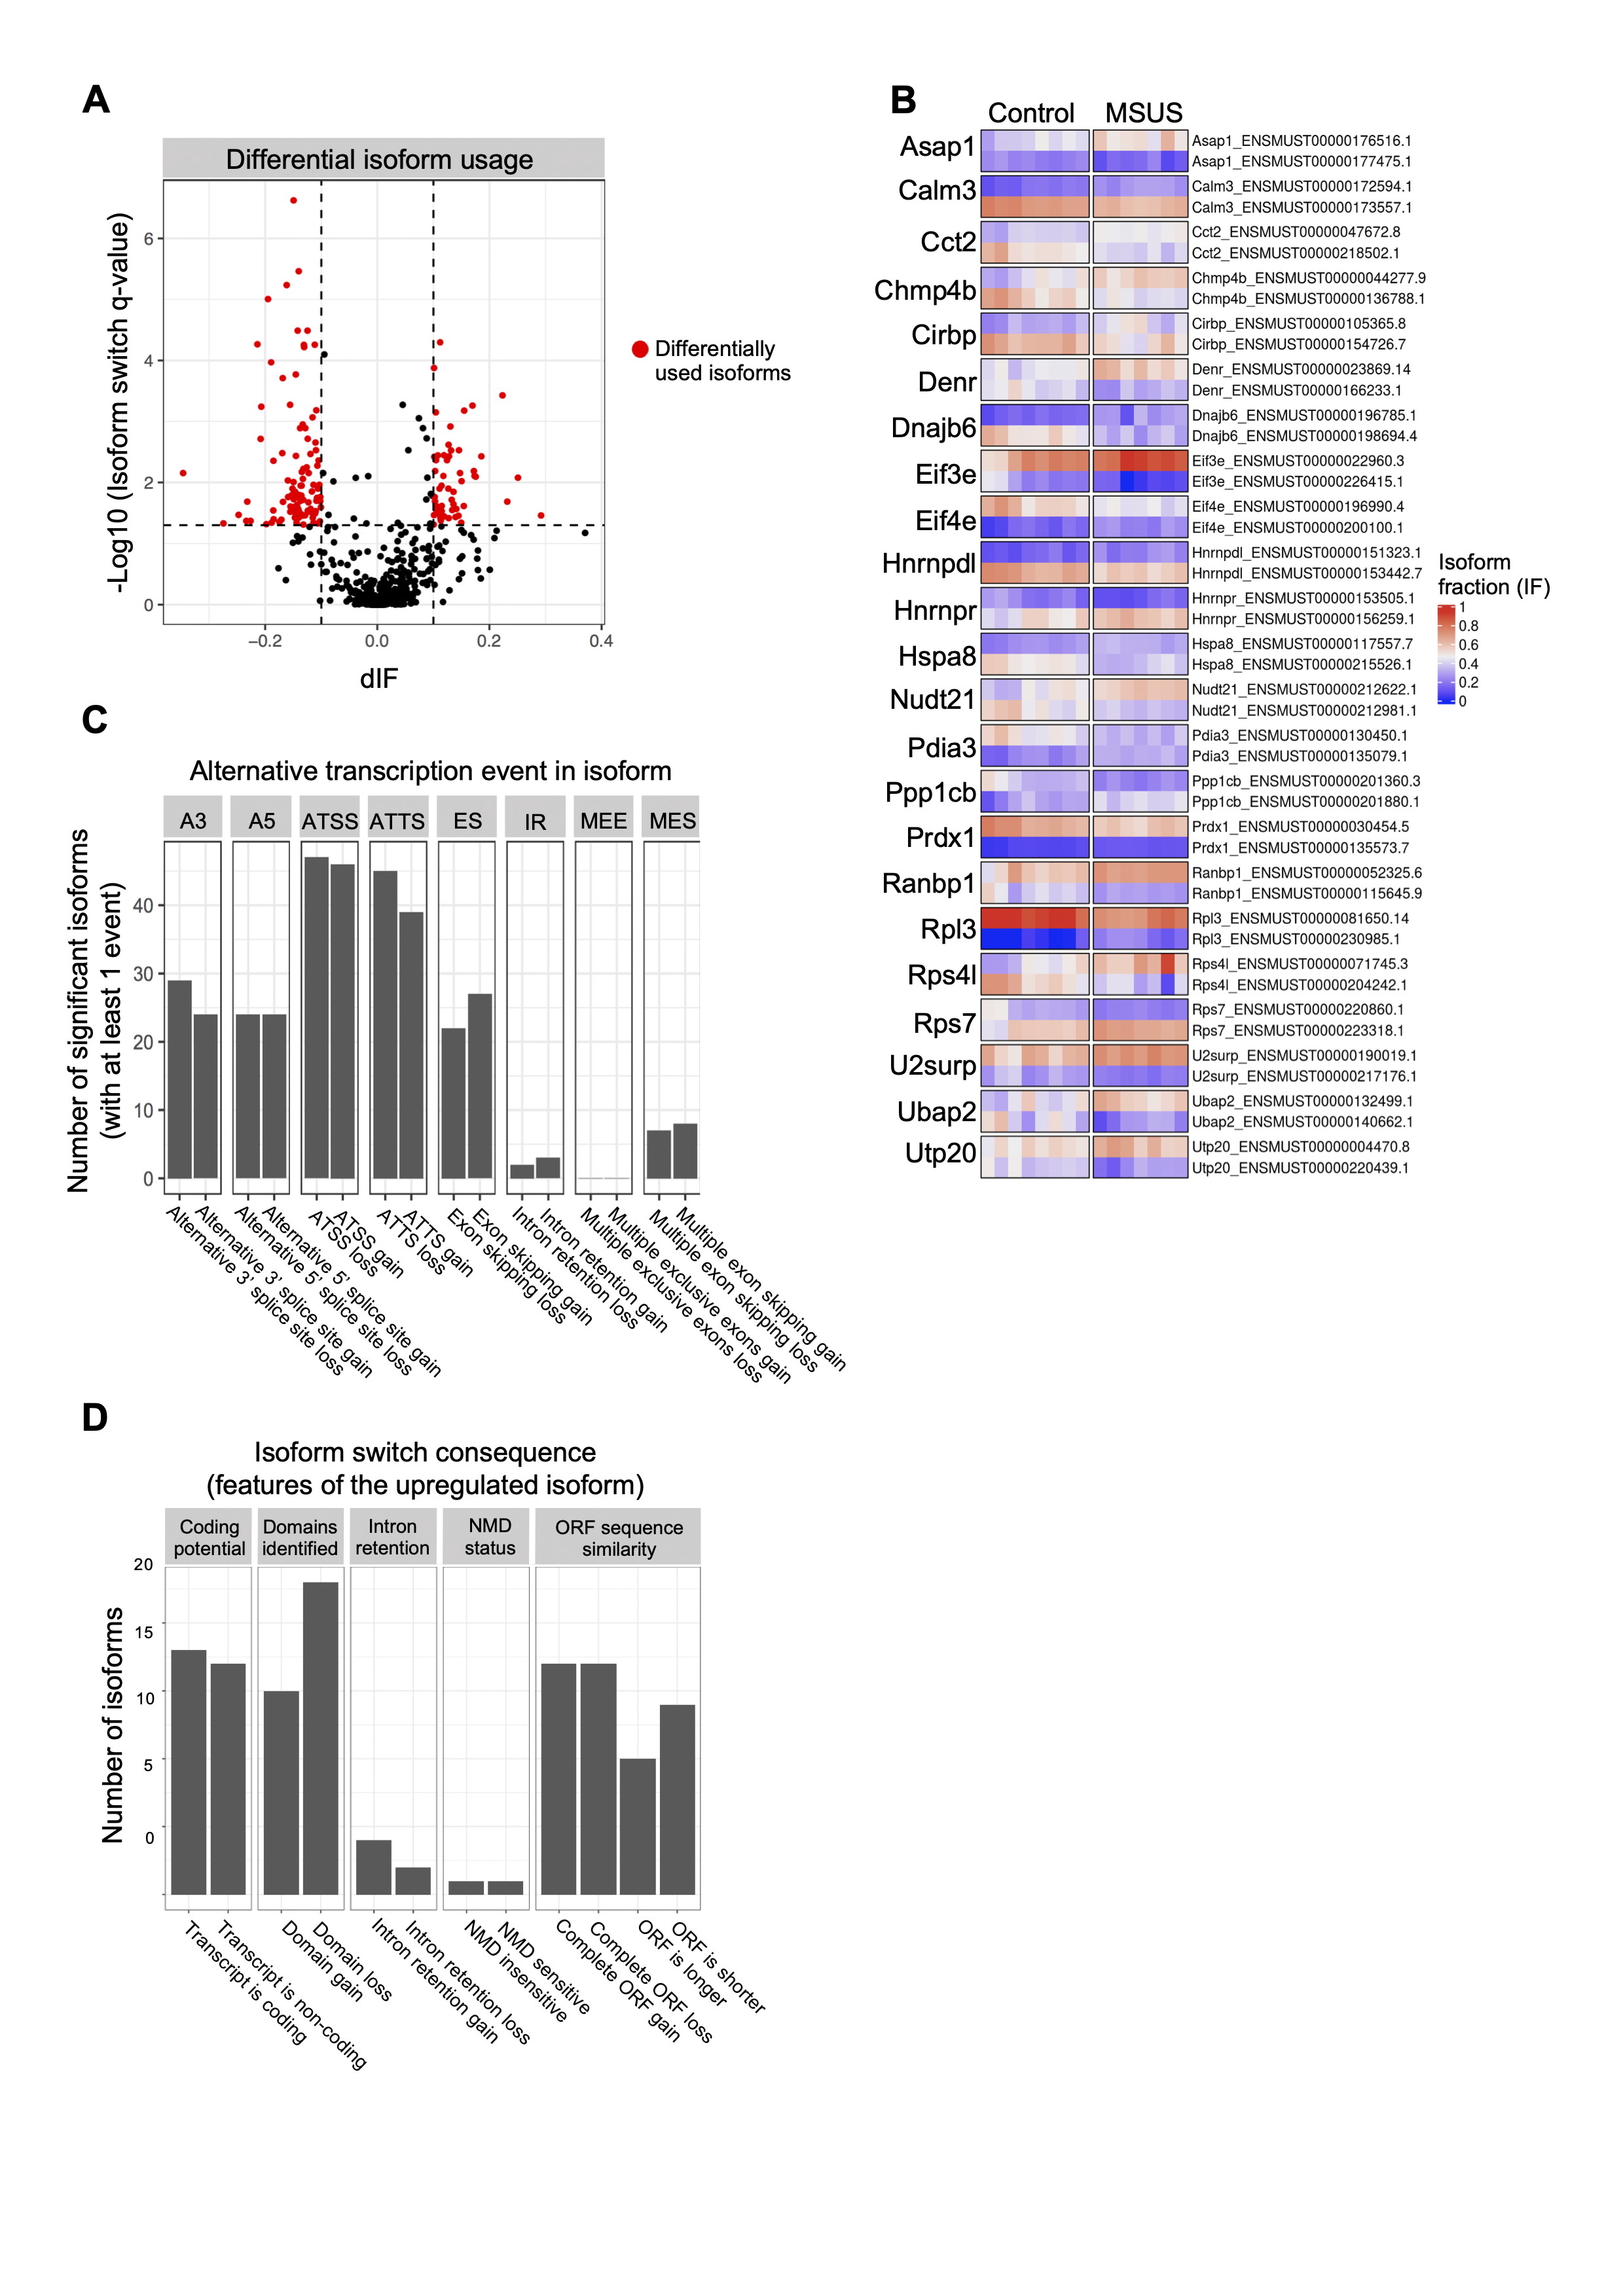 A
Differential isoform usage
-Log10 (Isoform switch q-value)
6
4
2
0
−0.2
0.0
0.2
0.4
dIF
Differentially
used isoforms
B
Control
MSUS
Asap1
Asap1_ENSMUST00000176516.1
Asap1_ENSMUST00000177475.1
Calm3
Calm3_ENSMUST00000172594.1
Calm3_ENSMUST00000173557.1
Cct2
Cct2_ENSMUST00000047672.8
Cct2_ENSMUST00000218502.1
Chmp4b
Chmp4b_ENSMUST00000044277.9
Chmp4b_ENSMUST00000136788.1
Cirbp
Cirbp_ENSMUST00000105365.8
Cirbp_ENSMUST00000154726.7
Denr
Denr_ENSMUST00000023869.14
Denr_ENSMUST00000166233.1
Dnajb6
Dnajb6_ENSMUST00000196785.1
Dnajb6_ENSMUST00000198694.4
Eif3e
Eif3e_ENSMUST00000022960.3
Eif3e_ENSMUST00000226415.1
Eif4e
Eif4e_ENSMUST00000196990.4
Eif4e_ENSMUST00000200100.1
Hnrnpdl
Hnrnpdl_ENSMUST00000151323.1
Hnrnpdl_ENSMUST00000153442.7
Hnrnpr
Hnrnpr_ENSMUST00000153505.1
Hnrnpr_ENSMUST00000156259.1
Hspa8
Hspa8_ENSMUST00000117557.7
Hspa8_ENSMUST00000215526.1
Nudt21
Nudt21_ENSMUST00000212622.1
Nudt21_ENSMUST00000212981.1
Pdia3
Pdia3_ENSMUST00000130450.1
Pdia3_ENSMUST00000135079.1
Ppp1cb
Ppp1cb_ENSMUST00000201360.3
Ppp1cb_ENSMUST00000201880.1
Prdx1
Prdx1_ENSMUST00000030454.5
Prdx1_ENSMUST00000135573.7
Ranbp1
Ranbp1_ENSMUST00000052325.6
Ranbp1_ENSMUST00000115645.9
Rpl3
Rpl3_ENSMUST00000081650.14
Rpl3_ENSMUST00000230985.1
Rps4l
Rps4l_ENSMUST00000071745.3
Rps4l_ENSMUST00000204242.1
Rps7
Rps7_ENSMUST00000220860.1
Rps7_ENSMUST00000223318.1
U2surp
U2surp_ENSMUST00000190019.1
U2surp_ENSMUST00000217176.1
Ubap2
Ubap2_ENSMUST00000132499.1
Ubap2_ENSMUST00000140662.1
Utp20
Utp20_ENSMUST00000004470.8
Utp20_ENSMUST00000220439.1
Isoform
fraction (IF)
1
0.8
0.6
0.4
0.2
0
C
Alternative transcription event in isoform
A3
A5
ATSS
ATTS
ES
IR
MEE
MES
Number of significant isoforms
(with at least 1 event)
40
30
20
10
0
Alternative 3' splice site loss
Alternative 3' splice site gain
Alternative 5' splice site loss
Alternative 5' splice site gain
ATSS loss
ATSS gain
ATTS loss
ATTS gain
Exon skipping loss
Exon skipping gain
Intron retention loss
Intron retention gain
Multiple exclusive exons loss
Multiple exclusive exons gain
Multiple exon skipping loss
Multiple exon skipping gain
D
Isoform switch consequence
(features of the upregulated isoform)
Coding
potential
Domains
identified
Intron
retention
NMD
status
ORF sequence
similarity
Number of isoforms
20
15
10
5
0
Transcript is coding
Transcript is non-coding
Domain gain
Domain loss
Intron retention gain
Intron retention loss
NMD insensitive
NMD sensitive
Complete ORF gain
Complete ORF loss
ORF is longer
ORF is shorter